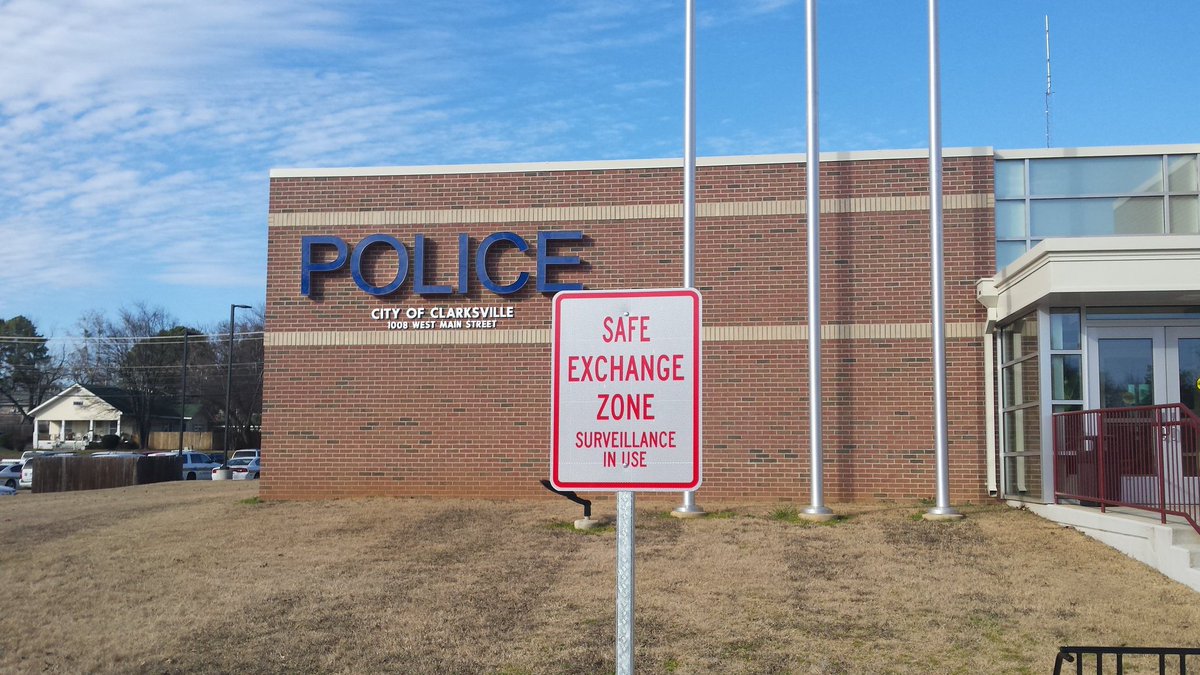 POLICE
CITY OF CLARKSVILLE
1008 WEST MAIN STREET
SAFE
EXCHANGE
ZONE
SURVEILLANCE
IN USE